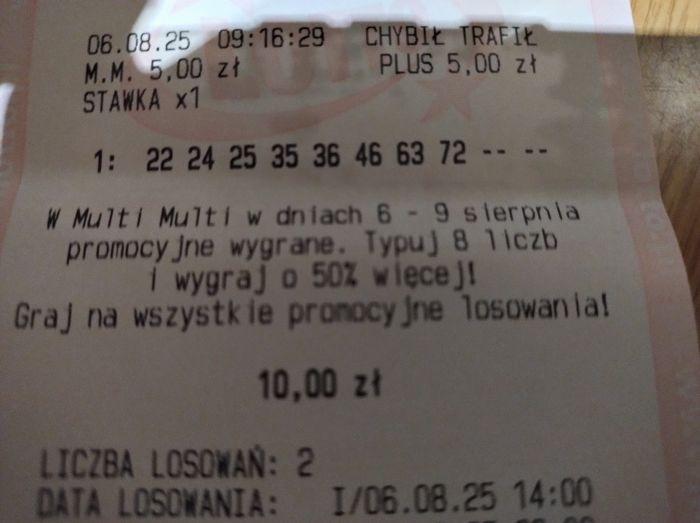 06.08.25 09:16:29 CHYBIŁ TRAFIŁ
M.M. 5,00 zł PLUS 5,00 zł
STAWKA x1
1: 22 24 25 35 36 46 63 72 -- --
W Multi Multi w dniach 6 - 9 sierpnia
promocyjne wygrane. Typuj 8 liczb
i wygraj o 50% więcej!
Graj na wszystkie promocyjne losowania!
10,00 zł
LICZBA LOSOWAŃ: 2
DATA LOSOWANIA: I/06.08.25 14:00